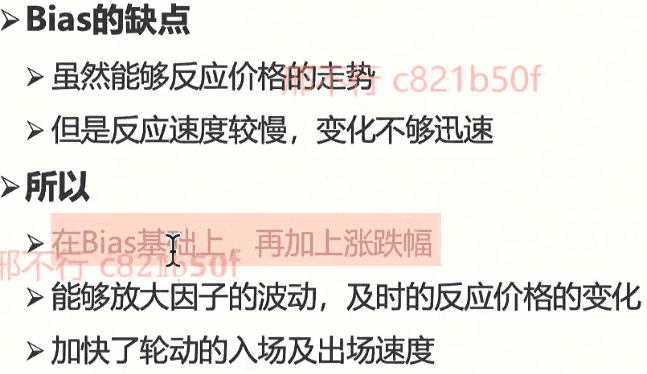 ➢Bias的缺点
➢虽然能够反应价格的走势
邢不行 c821b50f
➢但是反应速度较慢，变化不够迅速
➢所以
➢在Bias基础上，再加上涨跌幅
邢不行 c821b50f
➢能够放大因子的波动，及时的反应价格的变化
➢加快了轮动的入场及出场速度